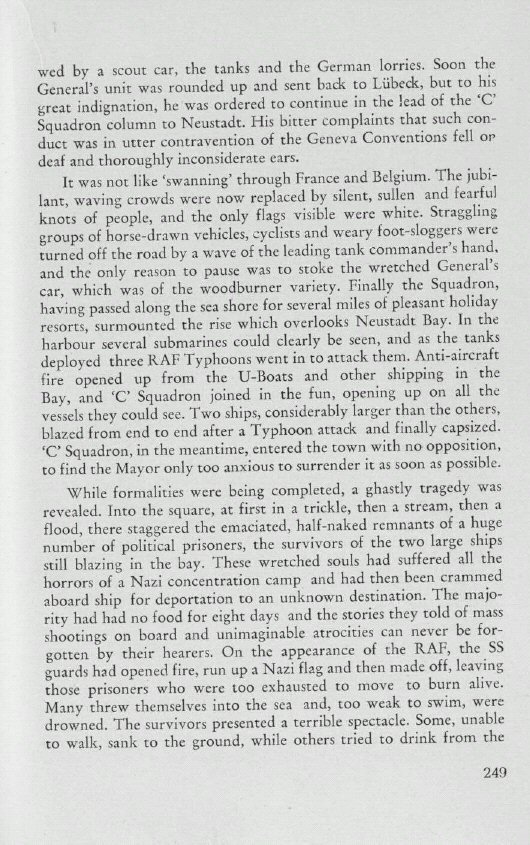 wed by a scout car, the tanks and the German lorries. Soon the
General's unit was rounded up and sent back to Lübeck, but to his
great indignation, he was ordered to continue in the lead of the ‘C’
Squadron column to Neustadt. His bitter complaints that such con-
duct was in utter contravention of the Geneva Conventions fell on
deaf and thoroughly inconsiderate ears.
It was not like ‘swanning’ through France and Belgium. The jubi-
lant, waving crowds were now replaced by silent, sullen and fearful
knots of people, and the only flags visible were white. Straggling
groups of horse-drawn vehicles, cyclists and weary foot-sloggers were
turned off the road by a wave of the leading tank commander's hand,
and the only reason to pause was to stoke the wretched General's
car, which was of the woodburner variety. Finally the Squadron,
having passed along the sea shore for several miles of pleasant holiday
resorts, surmounted the rise which overlooks Neustadt Bay. In the
harbour several submarines could clearly be seen, and as the tanks
deployed three RAF Typhoons went in to attack them. Anti-aircraft
fire opened up from the U-Boats and other shipping in the
Bay, and ‘C’ Squadron joined in the fun, opening up on all the
vessels they could see. Two ships, considerably larger than the others,
blazed from end to end after a Typhoon attack and finally capsized.
‘C’ Squadron, in the meantime, entered the town with no opposition,
to find the Mayor only too anxious to surrender it as soon as possible.
While formalities were being completed, a ghastly tragedy was
revealed. Into the square, at first in a trickle, then a stream, then a
flood, there staggered the emaciated, half-naked remnants of a huge
number of political prisoners, the survivors of the two large ships
still blazing in the bay. These wretched souls had suffered all the
horrors of a Nazi concentration camp and had then been crammed
aboard ship for deportation to an unknown destination. The majo-
rity had had no food for eight days and the stories they told of mass
shootings on board and unimaginable atrocities can never be for-
gotten by their hearers. On the appearance of the RAF, the SS
guards had opened fire, run up a Nazi flag and then made off, leaving
those prisoners who were too exhausted to move to burn alive.
Many threw themselves into the sea and, too weak to swim, were
drowned. The survivors presented a terrible spectacle. Some, unable
to walk, sank to the ground, while others tried to drink from the
249